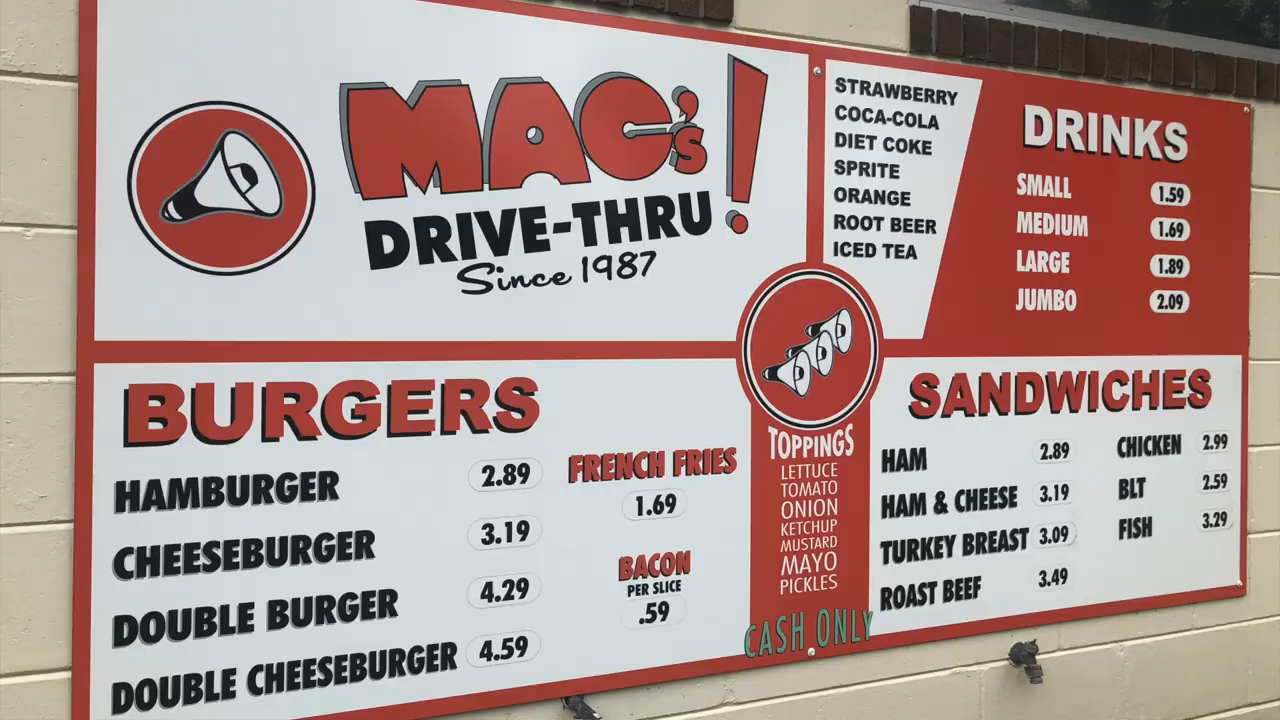 MAC's!
DRIVE-THRU
Since 1987
STRAWBERRY
COCA-COLA
DIET COKE
SPRITE
ORANGE
ROOT BEER
ICED TEA
DRINKS
SMALL 1.59
MEDIUM 1.69
LARGE 1.89
JUMBO 2.09
BURGERS
HAMBURGER 2.89
CHEESEBURGER 3.19
DOUBLE BURGER 4.29
DOUBLE CHEESEBURGER 4.59
FRENCH FRIES
1.69
BACON
PER SLICE
.59
TOPPINGS
LETTUCE
TOMATO
ONION
KETCHUP
MUSTARD
MAYO
PICKLES
CASH ONLY
SANDWICHES
HAM 2.89
HAM & CHEESE 3.19
TURKEY BREAST 3.09
ROAST BEEF 3.49
CHICKEN 2.99
BLT 2.59
FISH 3.29